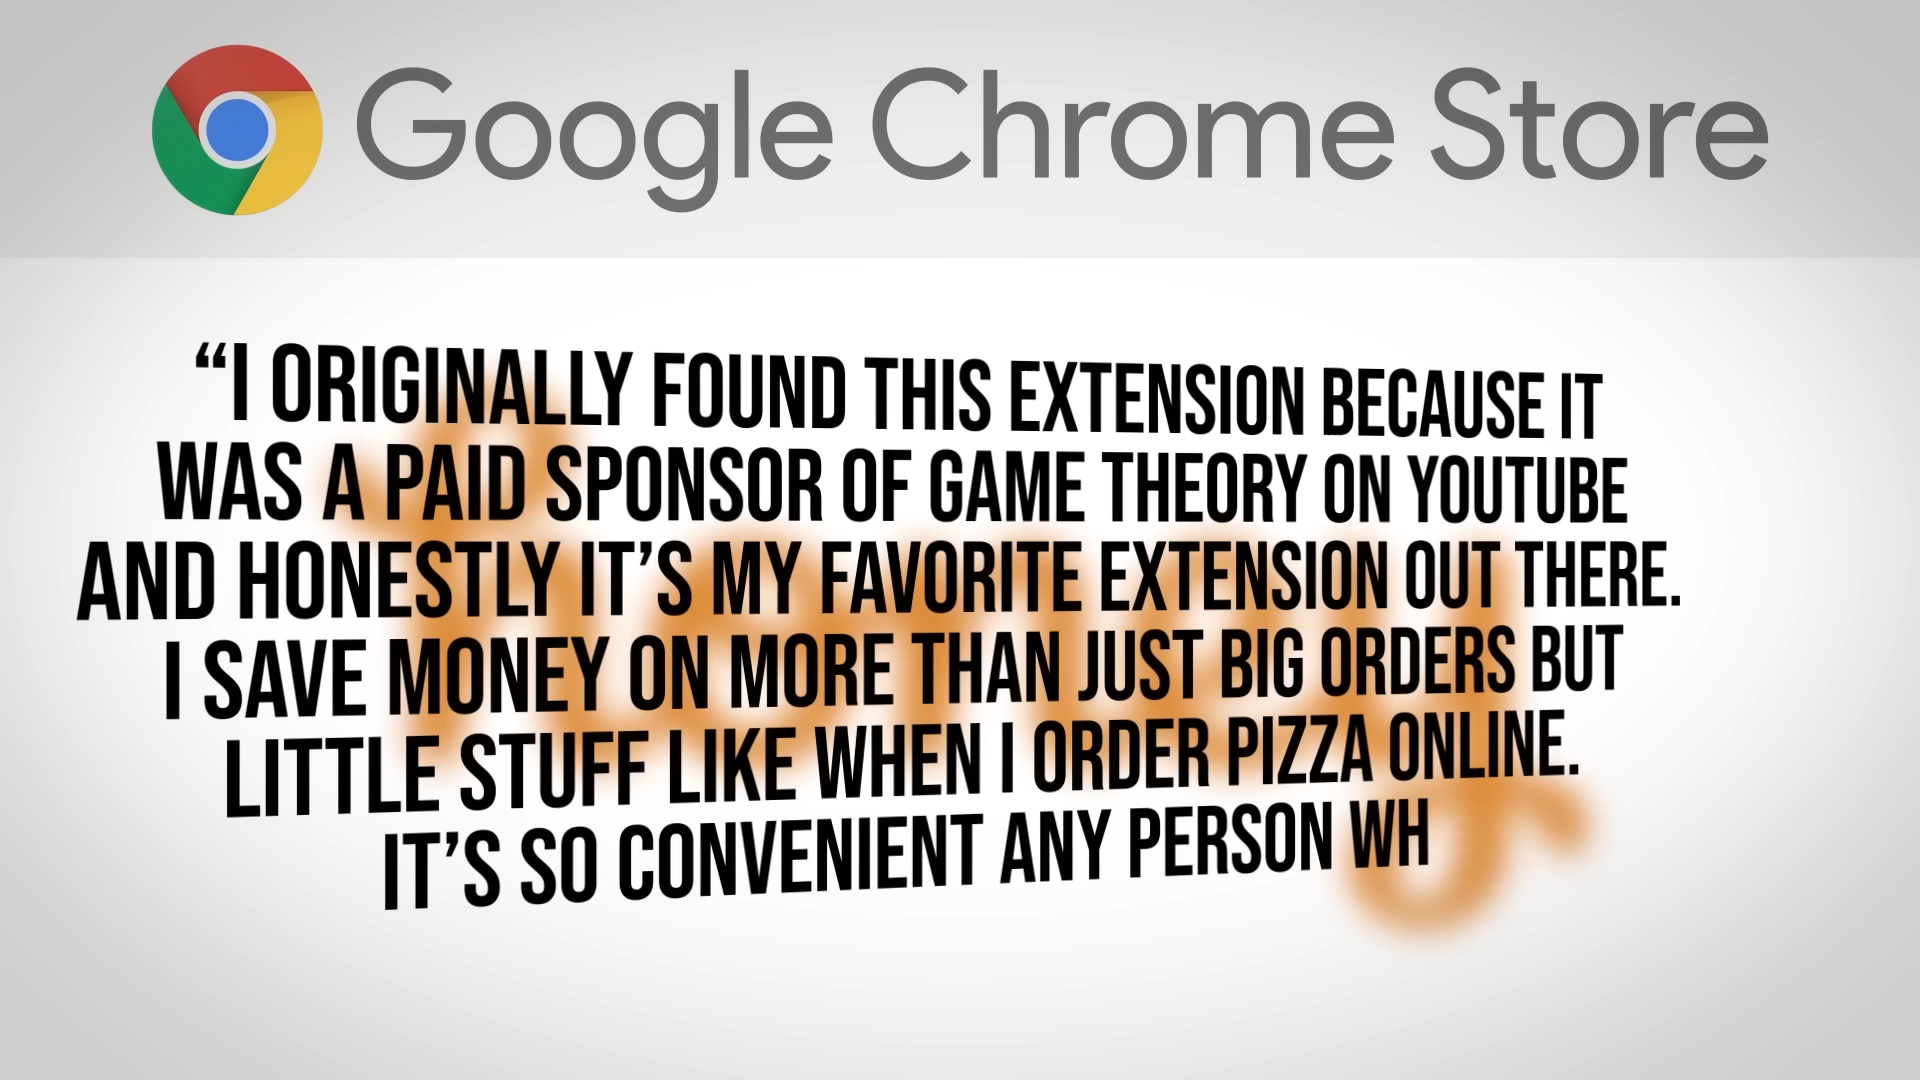 Google Chrome Store
“I ORIGINALLY FOUND THIS EXTENSION BECAUSE IT
WAS A PAID SPONSOR OF GAME THEORY ON YOUTUBE
AND HONESTLY IT’S MY FAVORITE EXTENSION OUT THERE.
I SAVE MONEY ON MORE THAN JUST BIG ORDERS BUT
LITTLE STUFF LIKE WHEN I ORDER PIZZA ONLINE.
IT’S SO CONVENIENT ANY PERSON WH